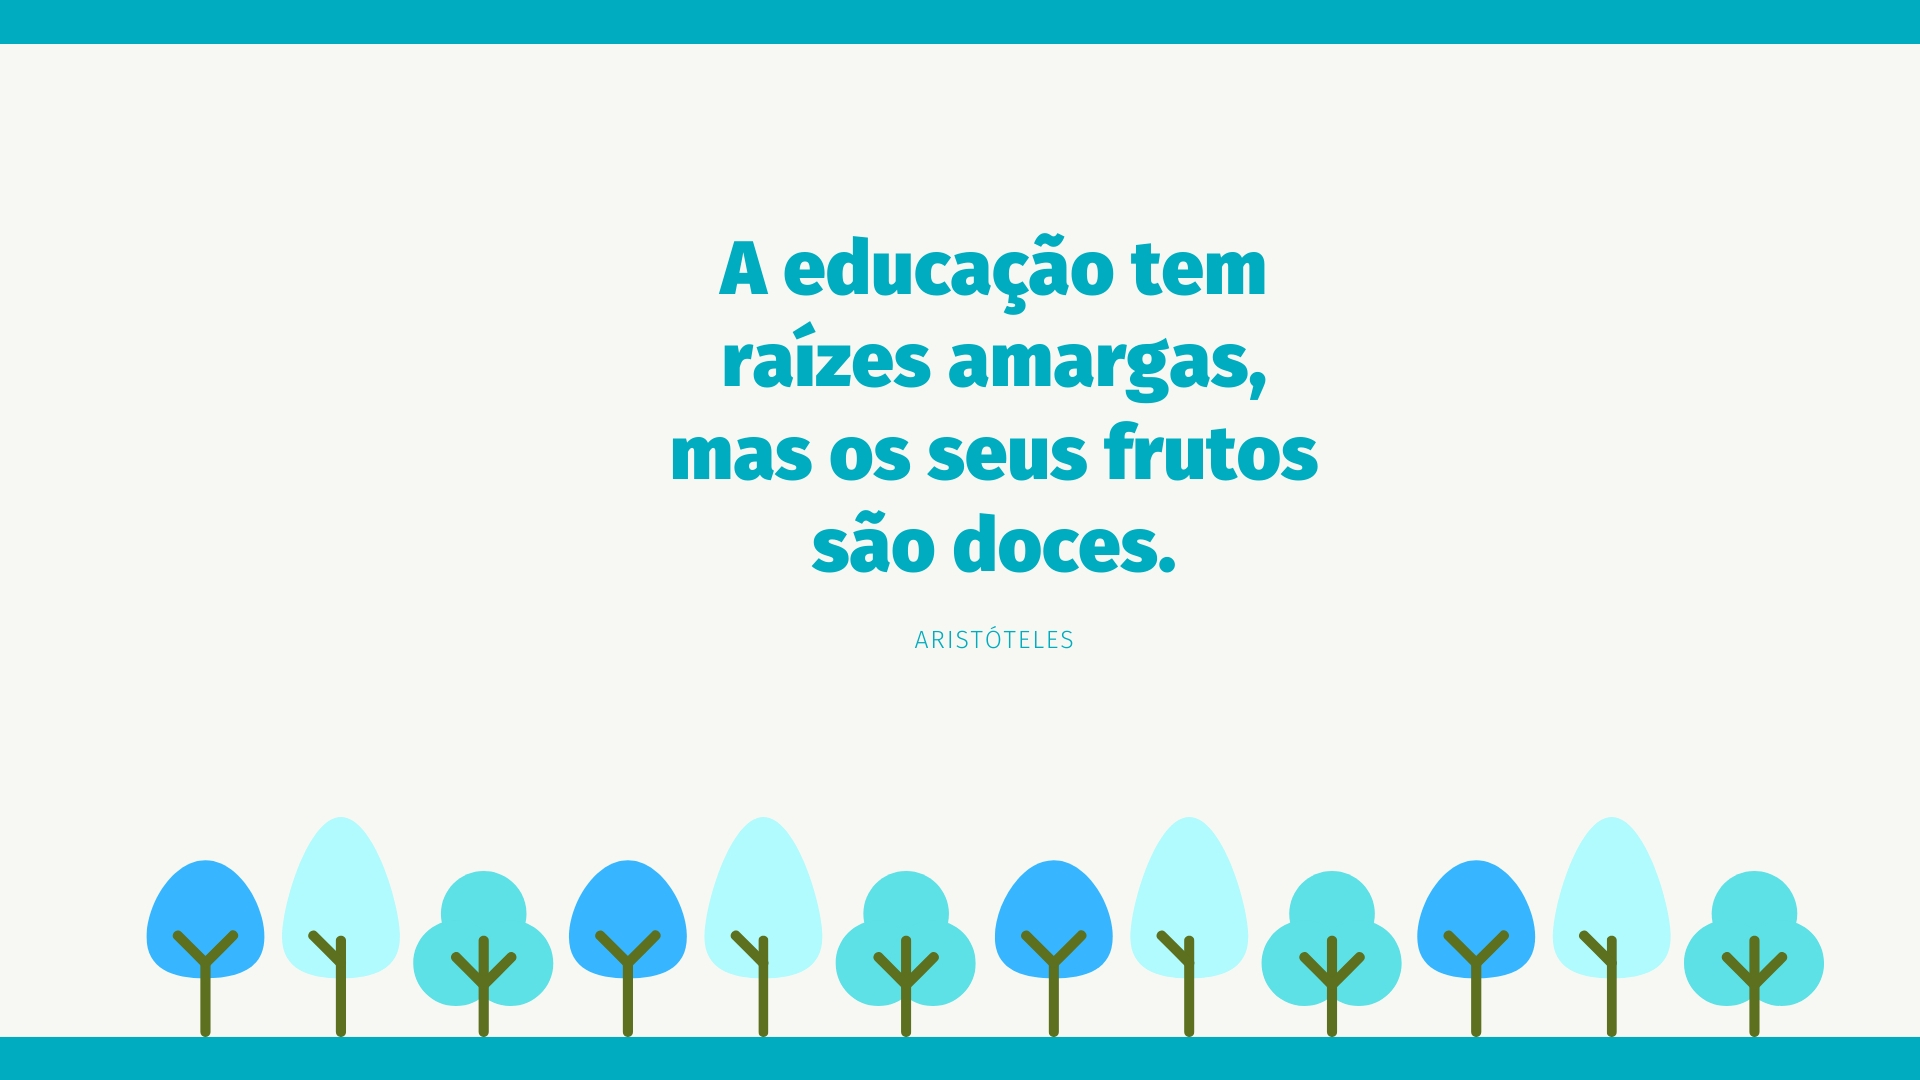 A educação tem
raízes amargas,
mas os seus frutos
são doces.
ARISTÓTELES